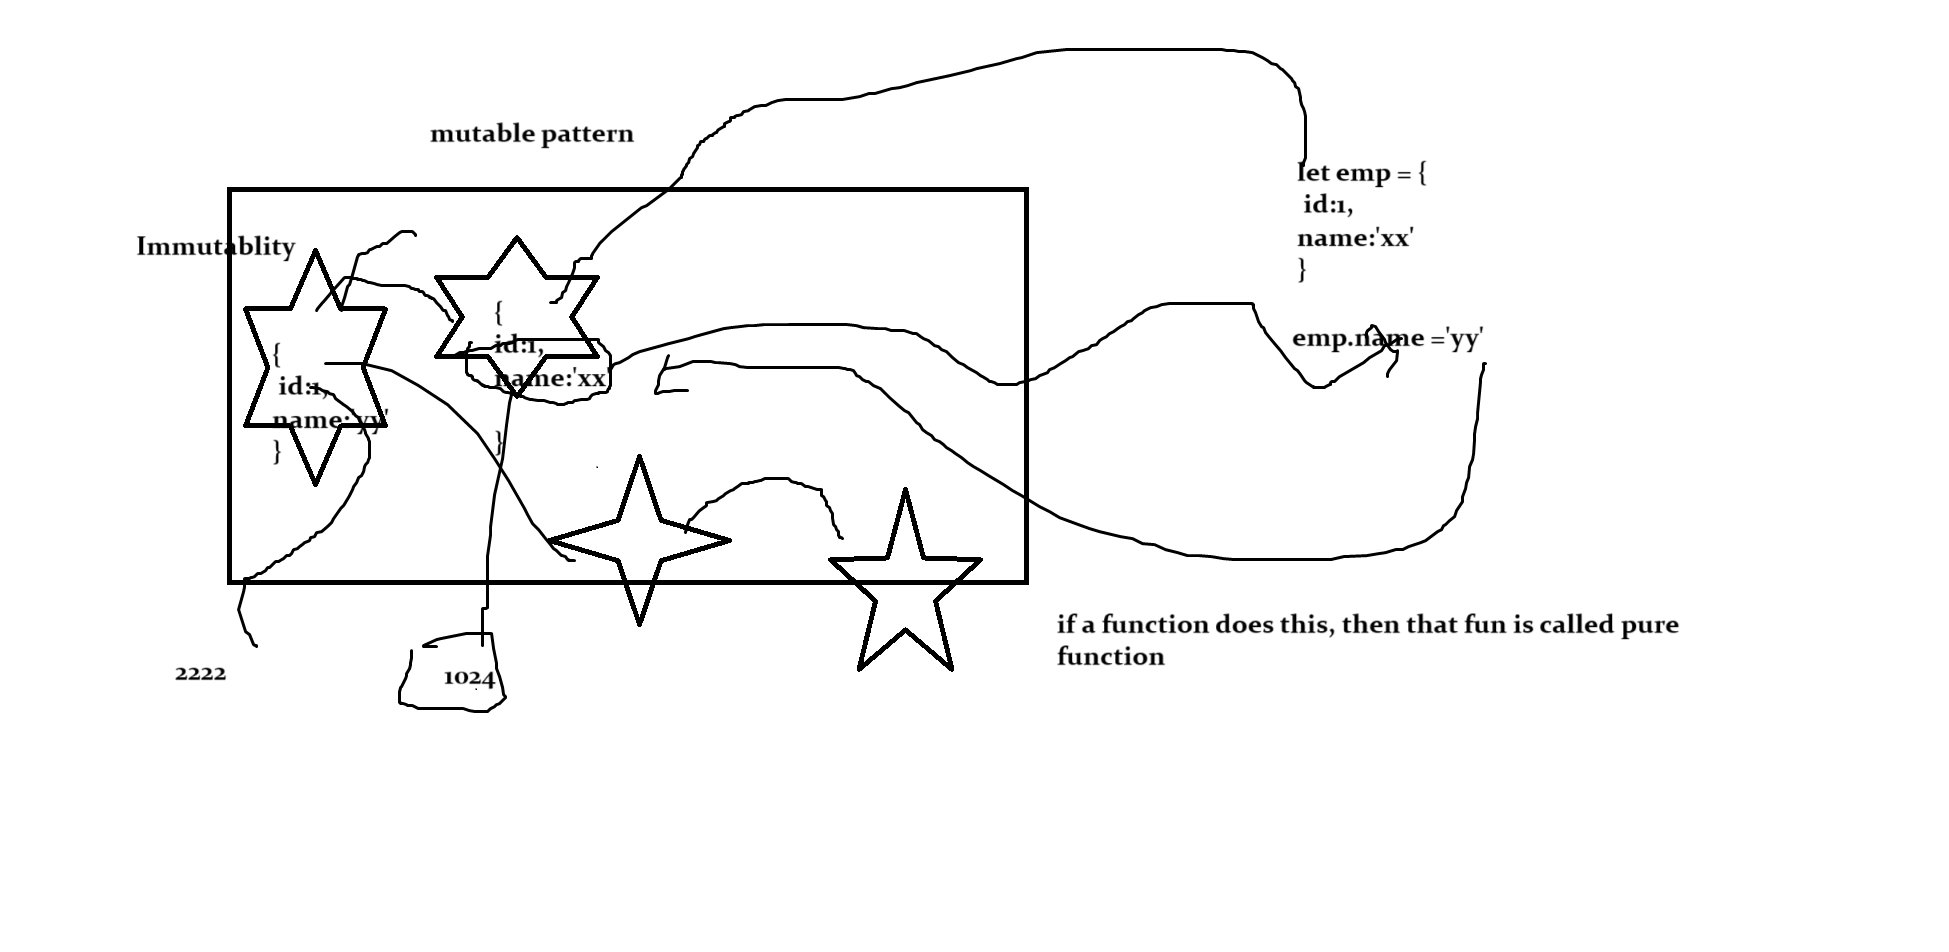 mutable pattern
let emp = {
id:1,
name:'xx'
}
Immutablity
{
id:1,
name:'xx'
}
emp.name ='yy'
{
id:1,
name:'yy'
}
if a function does this, then that fun is called pure
function
2222
1024